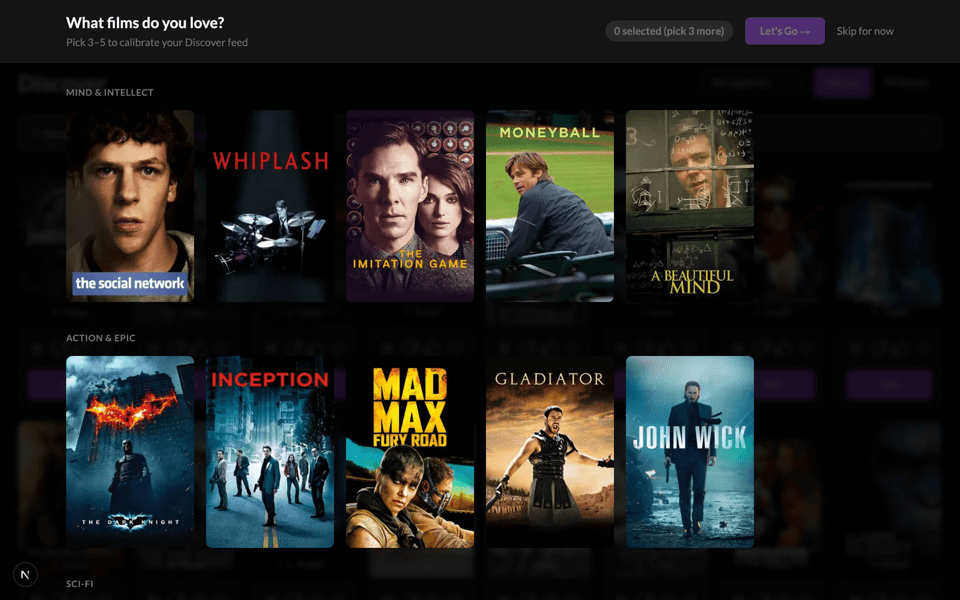 What films do you love?
Pick 3–5 to calibrate your Discover feed
0 selected (pick 3 more)
Let's Go →
Skip for now
Discover
MIND & INTELLECT
the social network
WHIPLASH
THE
IMITATION GAME
MONEYBALL
A BEAUTIFUL
MIND
ACTION & EPIC
THE DARK KNIGHT
INCEPTION
MAD
MAX
FURY ROAD
GLADIATOR
JOHN WICK
N
SCI-FI